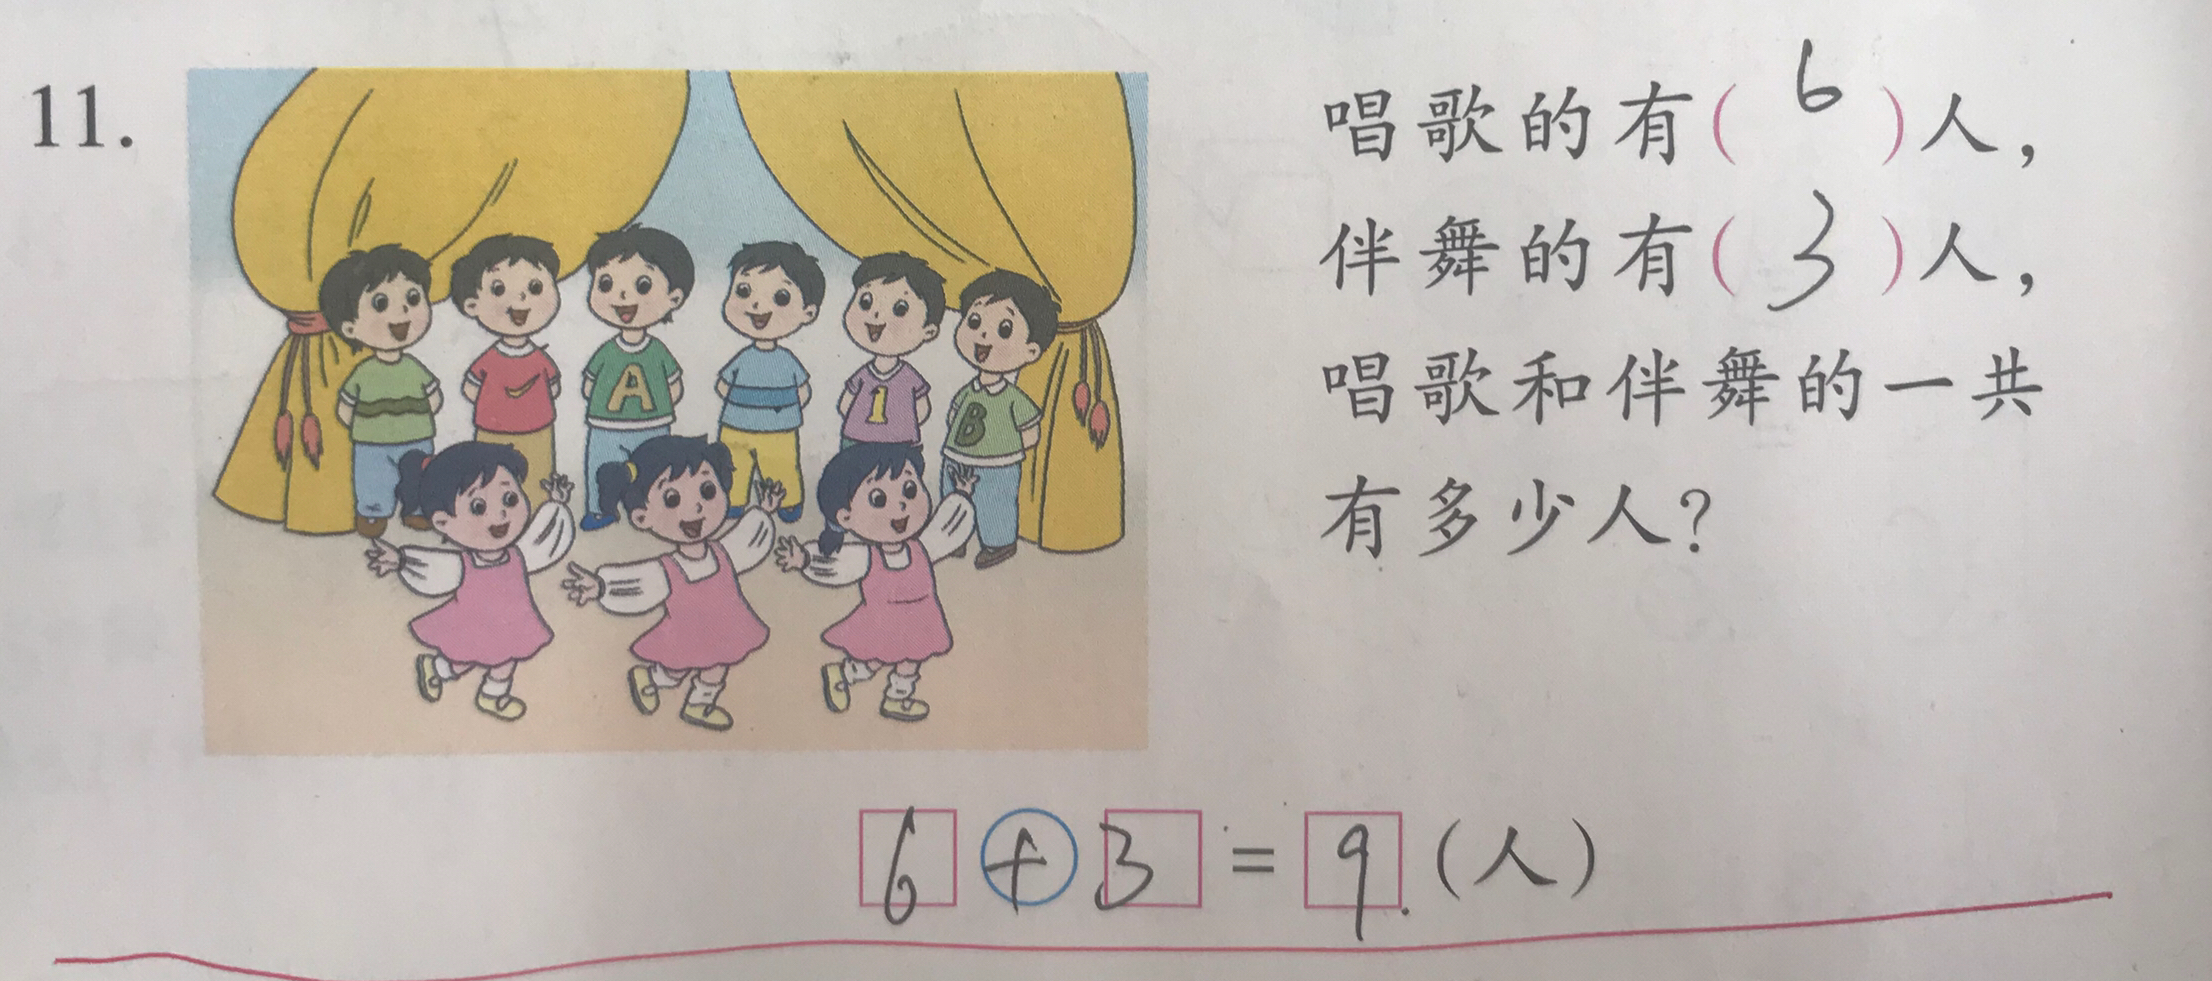 11.
唱歌的有( 6 )人，
伴舞的有( 3 )人，
唱歌和伴舞的一共
有多少人？
A
1
B
6 + 3 = 9 (人)